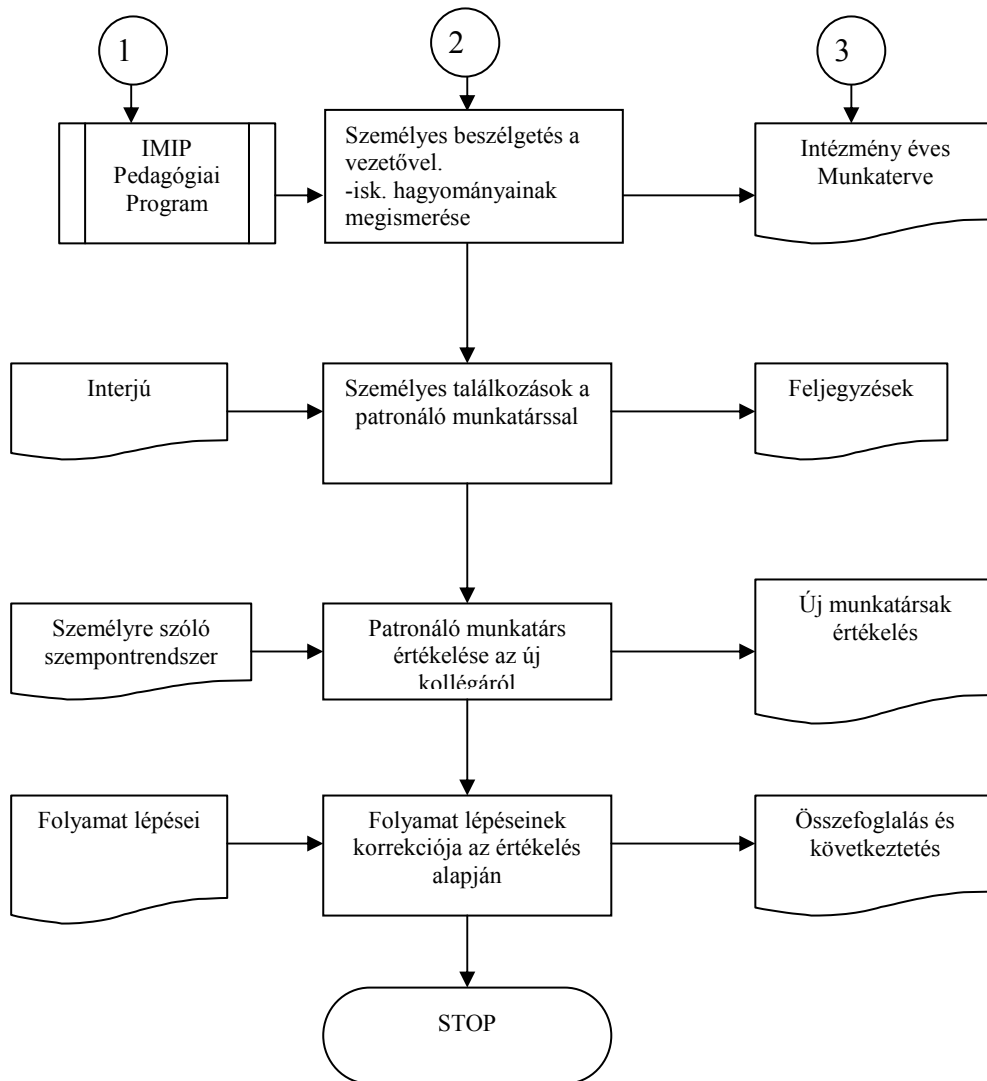 1
2
3
IMIP
Pedagógiai
Program
Személyes beszélgetés a
vezetővel.
-isk. hagyományainak
megismerése
Intézmény éves
Munkaterve
Interjú
Személyes találkozások a
patronáló munkatárssal
Feljegyzések
Személyre szóló
szempontrendszer
Patronáló munkatárs
értékelése az új
kollégáról
Új munkatársak
értékelés
Folyamat lépései
Folyamat lépéseinek
korrekciója az értékelés
alapján
Összefoglalás és
következtetés
STOP